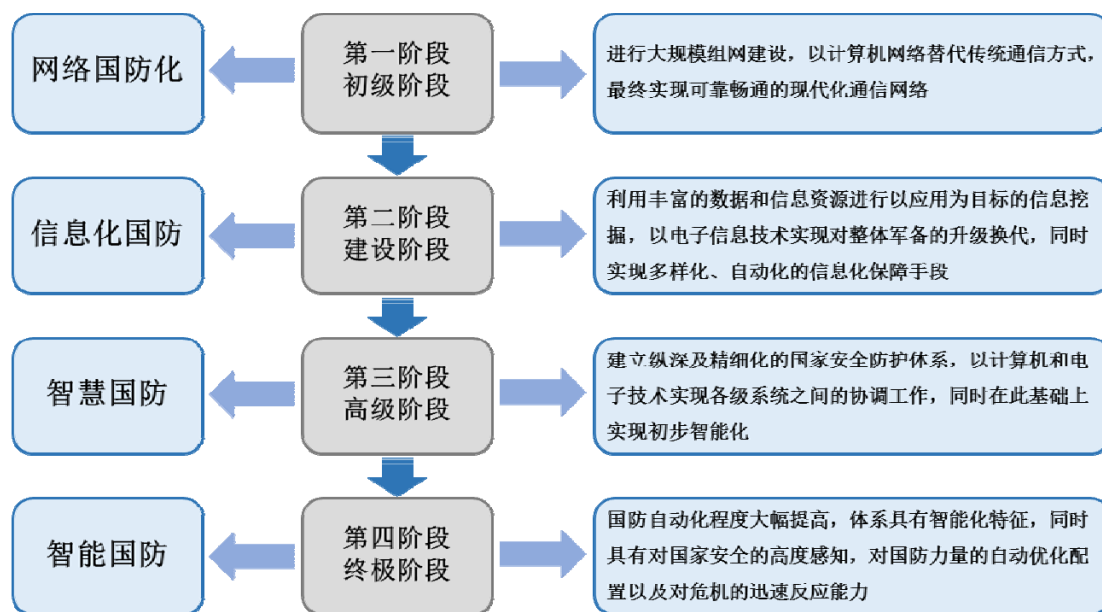 网络国防化
第一阶段
初级阶段
进行大规模组网建设，以计算机网络替代传统通信方式，
最终实现可靠畅通的现代化通信网络
信息化国防
第二阶段
建设阶段
利用丰富的数据和信息资源进行以应用为目标的信息挖
掘，以电子信息技术实现对整体军备的升级换代，同时
实现多样化、自动化的信息化保障手段
智慧国防
第三阶段
高级阶段
建立纵深及精细化的国家安全防护体系，以计算机和电
子技术实现各级系统之间的协调工作，同时在此基础上
实现初步智能化
智能国防
第四阶段
终极阶段
国防自动化程度大幅提高，体系具有智能化特征，同时
具有对国家安全的高度感知，对国防力量的自动优化配
置以及对危机的迅速反应能力